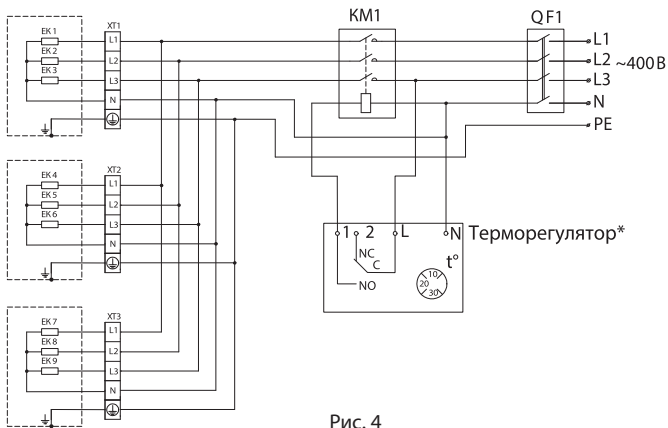 KM1
QF1
XT1
EK 1
EK 2
EK 3
L1
L2
L3
N
L1
L2
L3
N
PE
~400 В
XT2
EK 4
EK 5
EK 6
L1
L2
L3
N
1 2 L N Терморегулятор*
NC
C
NO
t°
10
20
30
XT3
EK 7
EK 8
EK 9
L1
L2
L3
N
Рис. 4